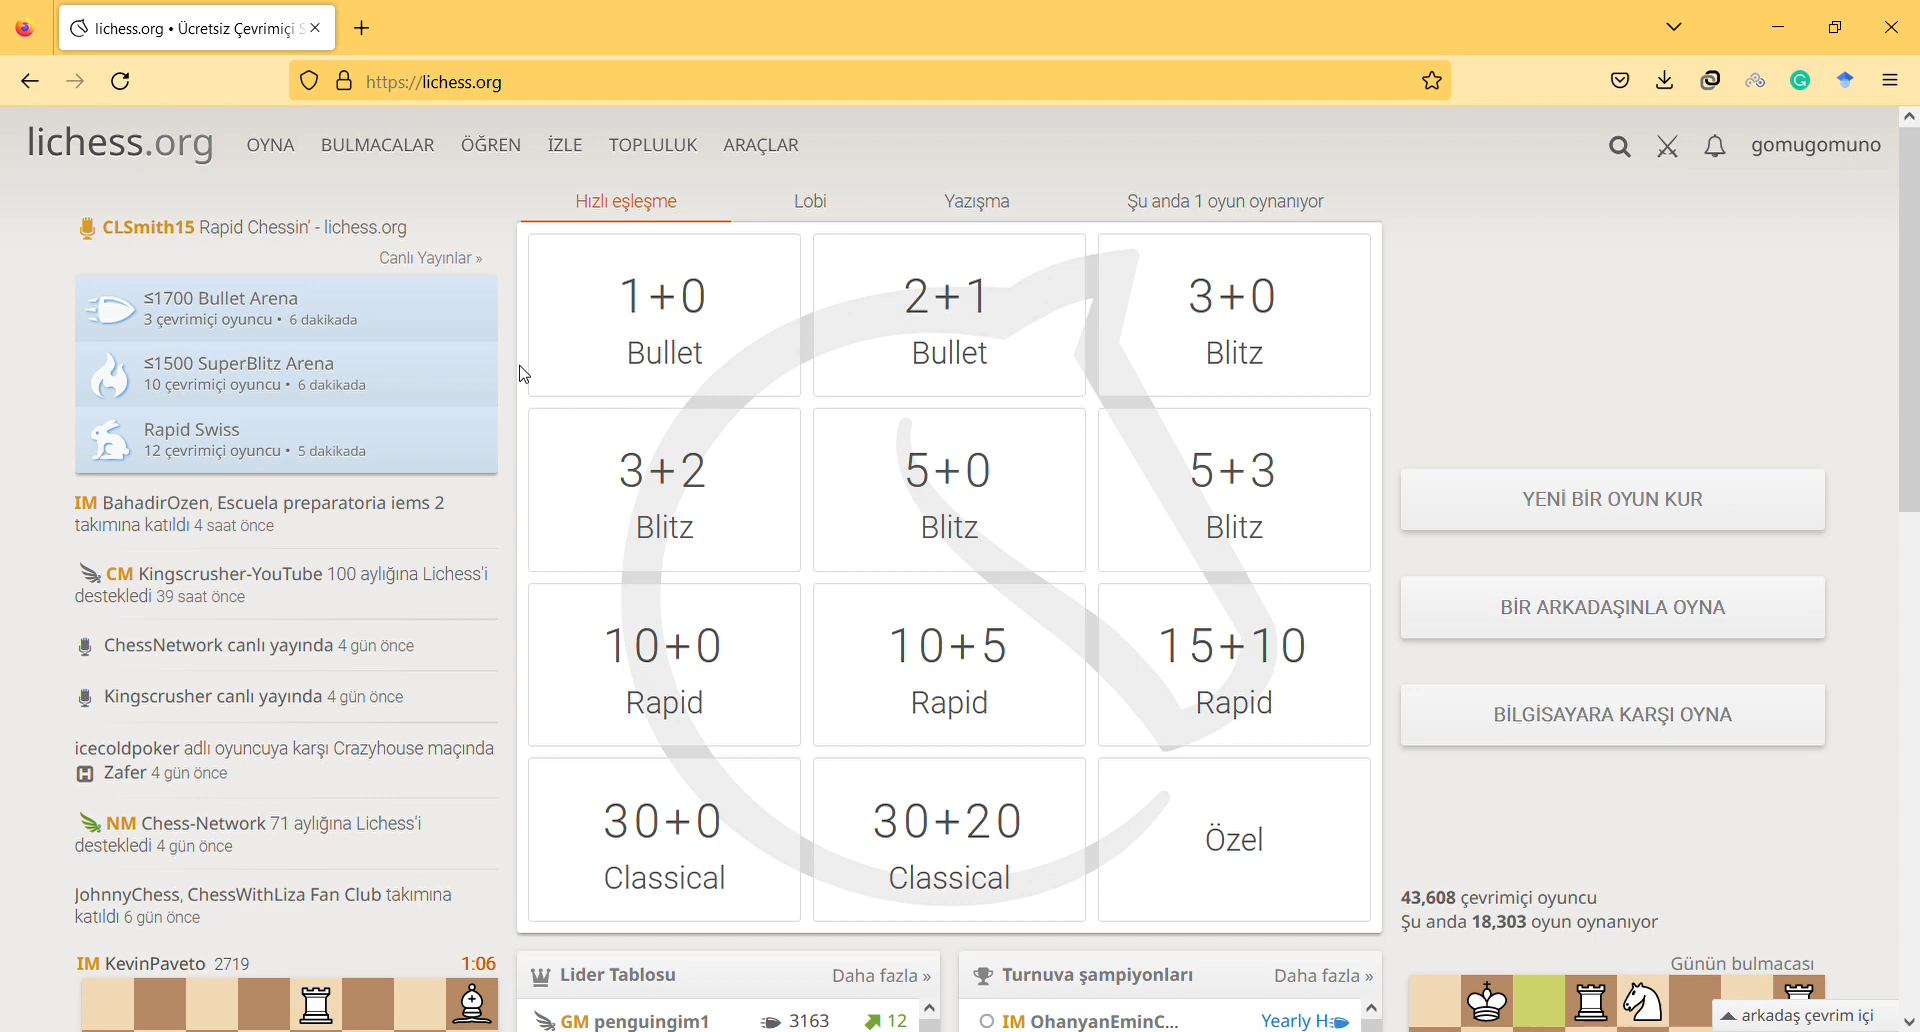 lichess.org • Ücretsiz Çevrimiçi S
https://lichess.org
lichess.org
OYNA
BULMACALAR
ÖĞREN
İZLE
TOPLULUK
ARAÇLAR
gomugomuno
Hızlı eşleşme
Lobi
Yazışma
Şu anda 1 oyun oynanıyor
CLSmith15 Rapid Chessin' - lichess.org
Canlı Yayınlar »
≤1700 Bullet Arena
3 çevrimiçi oyuncu • 6 dakikada
≤1500 SuperBlitz Arena
10 çevrimiçi oyuncu • 6 dakikada
Rapid Swiss
12 çevrimiçi oyuncu • 5 dakikada
IM BahadirOzen, Escuela preparatoria iems 2
takımına katıldı 4 saat önce
CM Kingscrusher-YouTube 100 aylığına Lichess'i
destekledi 39 saat önce
ChessNetwork canlı yayında 4 gün önce
Kingscrusher canlı yayında 4 gün önce
icecoldpoker adlı oyuncuya karşı Crazyhouse maçında
Zafer 4 gün önce
NM Chess-Network 71 aylığına Lichess'i
destekledi 4 gün önce
JohnnyChess, ChessWithLiza Fan Club takımına
katıldı 6 gün önce
IM KevinPaveto 2719 1:06
1+0
Bullet
2+1
Bullet
3+0
Blitz
3+2
Blitz
5+0
Blitz
5+3
Blitz
10+0
Rapid
10+5
Rapid
15+10
Rapid
30+0
Classical
30+20
Classical
Özel
YENİ BİR OYUN KUR
BİR ARKADAŞINLA OYNA
BİLGİSAYARA KARŞI OYNA
43,608 çevrimiçi oyuncu
Şu anda 18,303 oyun oynanıyor
Lider Tablosu
Daha fazla »
GM penguingim1 3163 12
Turnuva şampiyonları
Daha fazla »
IM OhanyanEminC... Yearly H
Günün bulmacası
arkadaş çevrim içi